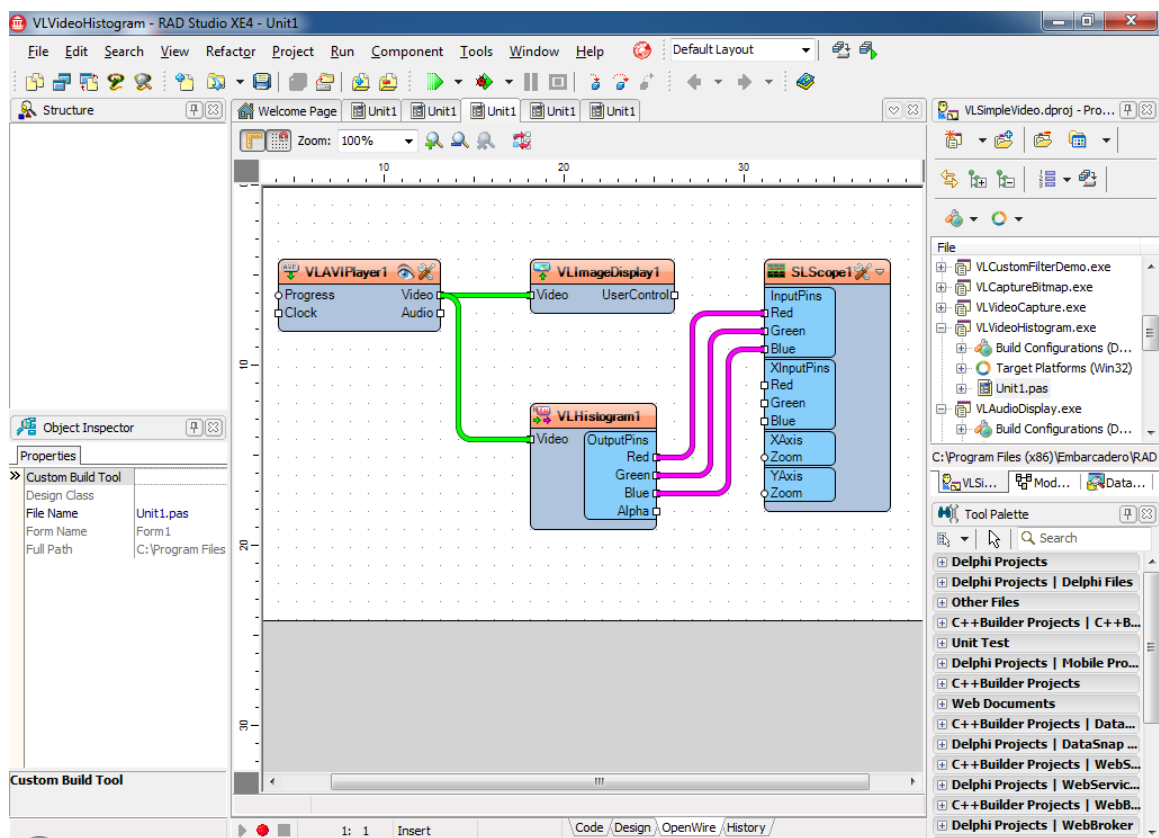 VLVideoHistogram - RAD Studio XE4 - Unit1
File Edit Search View Refactor Project Run Component Tools Window Help Default Layout
Structure
Welcome Page Unit1 Unit1 Unit1 Unit1 Unit1
Zoom: 100%
10 20 30
10
20
30
VLAVIPlayer1
Progress Video
Clock Audio
VLImageDisplay1
Video UserControl
SLScope1
InputPins
Red
Green
Blue
XInputPins
Red
Green
Blue
XAxis
Zoom
YAxis
Zoom
VLHistogram1
Video OutputPins
Red
Green
Blue
Alpha
Object Inspector
Properties
Custom Build Tool
Design Class
File Name Unit1.pas
Form Name Form1
Full Path C:\Program Files
Custom Build Tool
1: 1 Insert
Code Design OpenWire History
VLSimpleVideo.dproj - Pro...
File
VLCustomFilterDemo.exe
VLCaptureBitmap.exe
VLVideoCapture.exe
VLVideoHistogram.exe
Build Configurations (D...
Target Platforms (Win32)
Unit1.pas
VLAudioDisplay.exe
Build Configurations (D...
C:\Program Files (x86)\Embarcadero\RAD
VLSi... Mod... Data...
Tool Palette
Search
Delphi Projects
Delphi Projects | Delphi Files
Other Files
C++Builder Projects | C++B...
Unit Test
Delphi Projects | Mobile Pro...
C++Builder Projects
Web Documents
C++Builder Projects | Data...
Delphi Projects | DataSnap ...
C++Builder Projects | WebS...
Delphi Projects | WebServic...
C++Builder Projects | WebB...
Delphi Projects | WebBroker